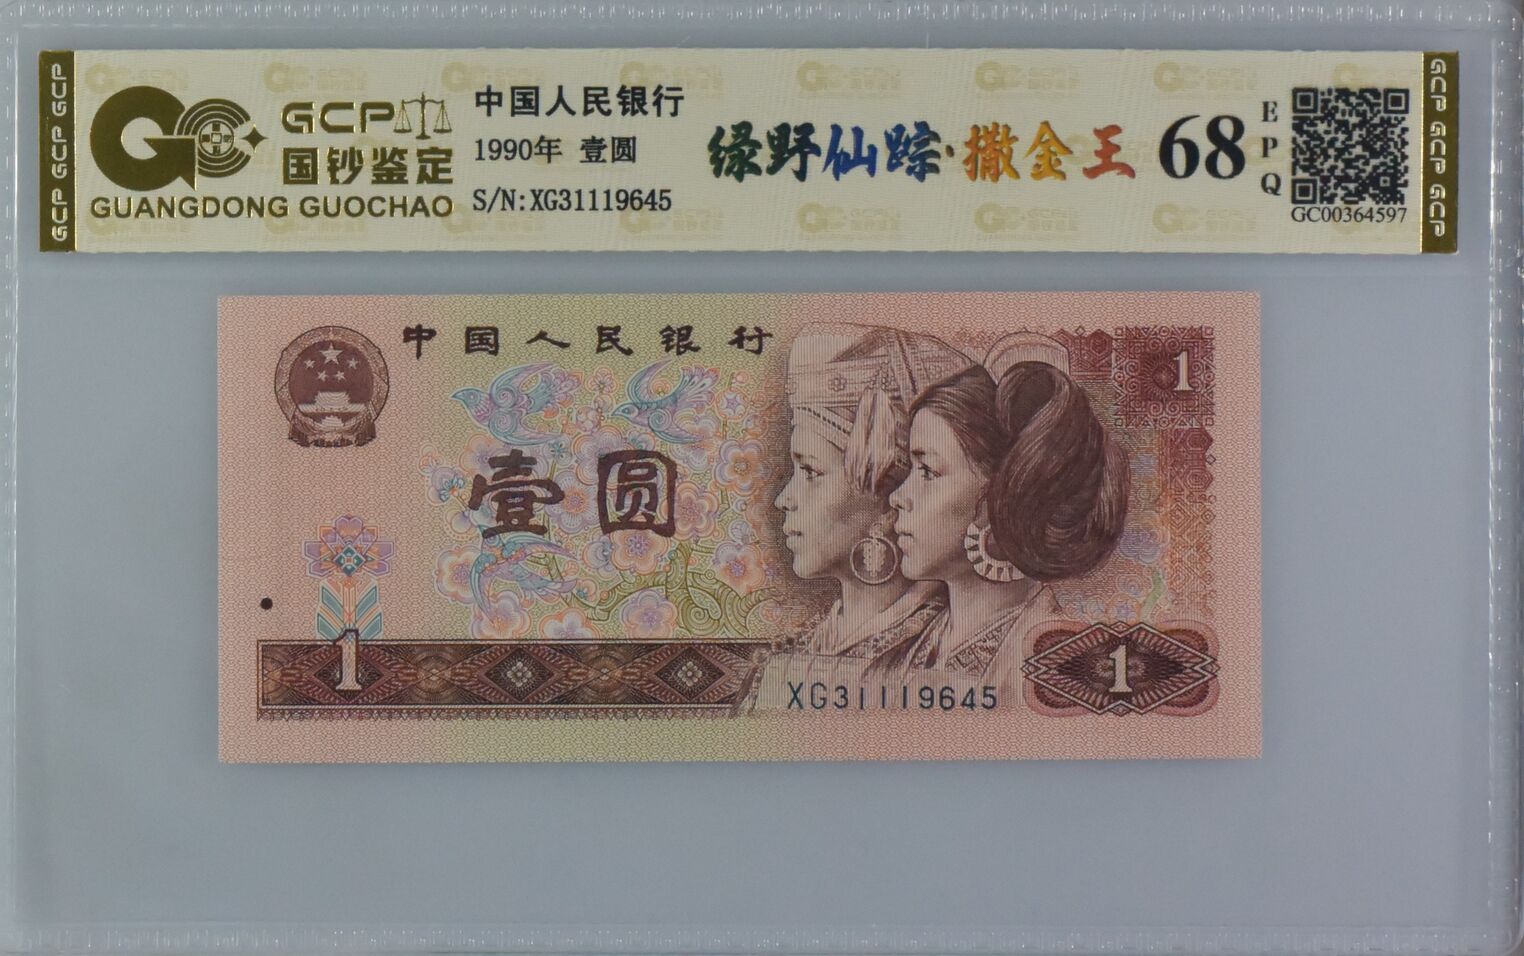 GCP GCP GCP
GCP
国钞鉴定
GUANGDONG GUOCHAO
中国人民银行
1990年 壹圆
S/N:XG31119645
绿野仙踪·撒金王
68
EPQ
GC00364597
GCP GCP GCP
中国人民银行
1
壹圆
1
XG31119645
1